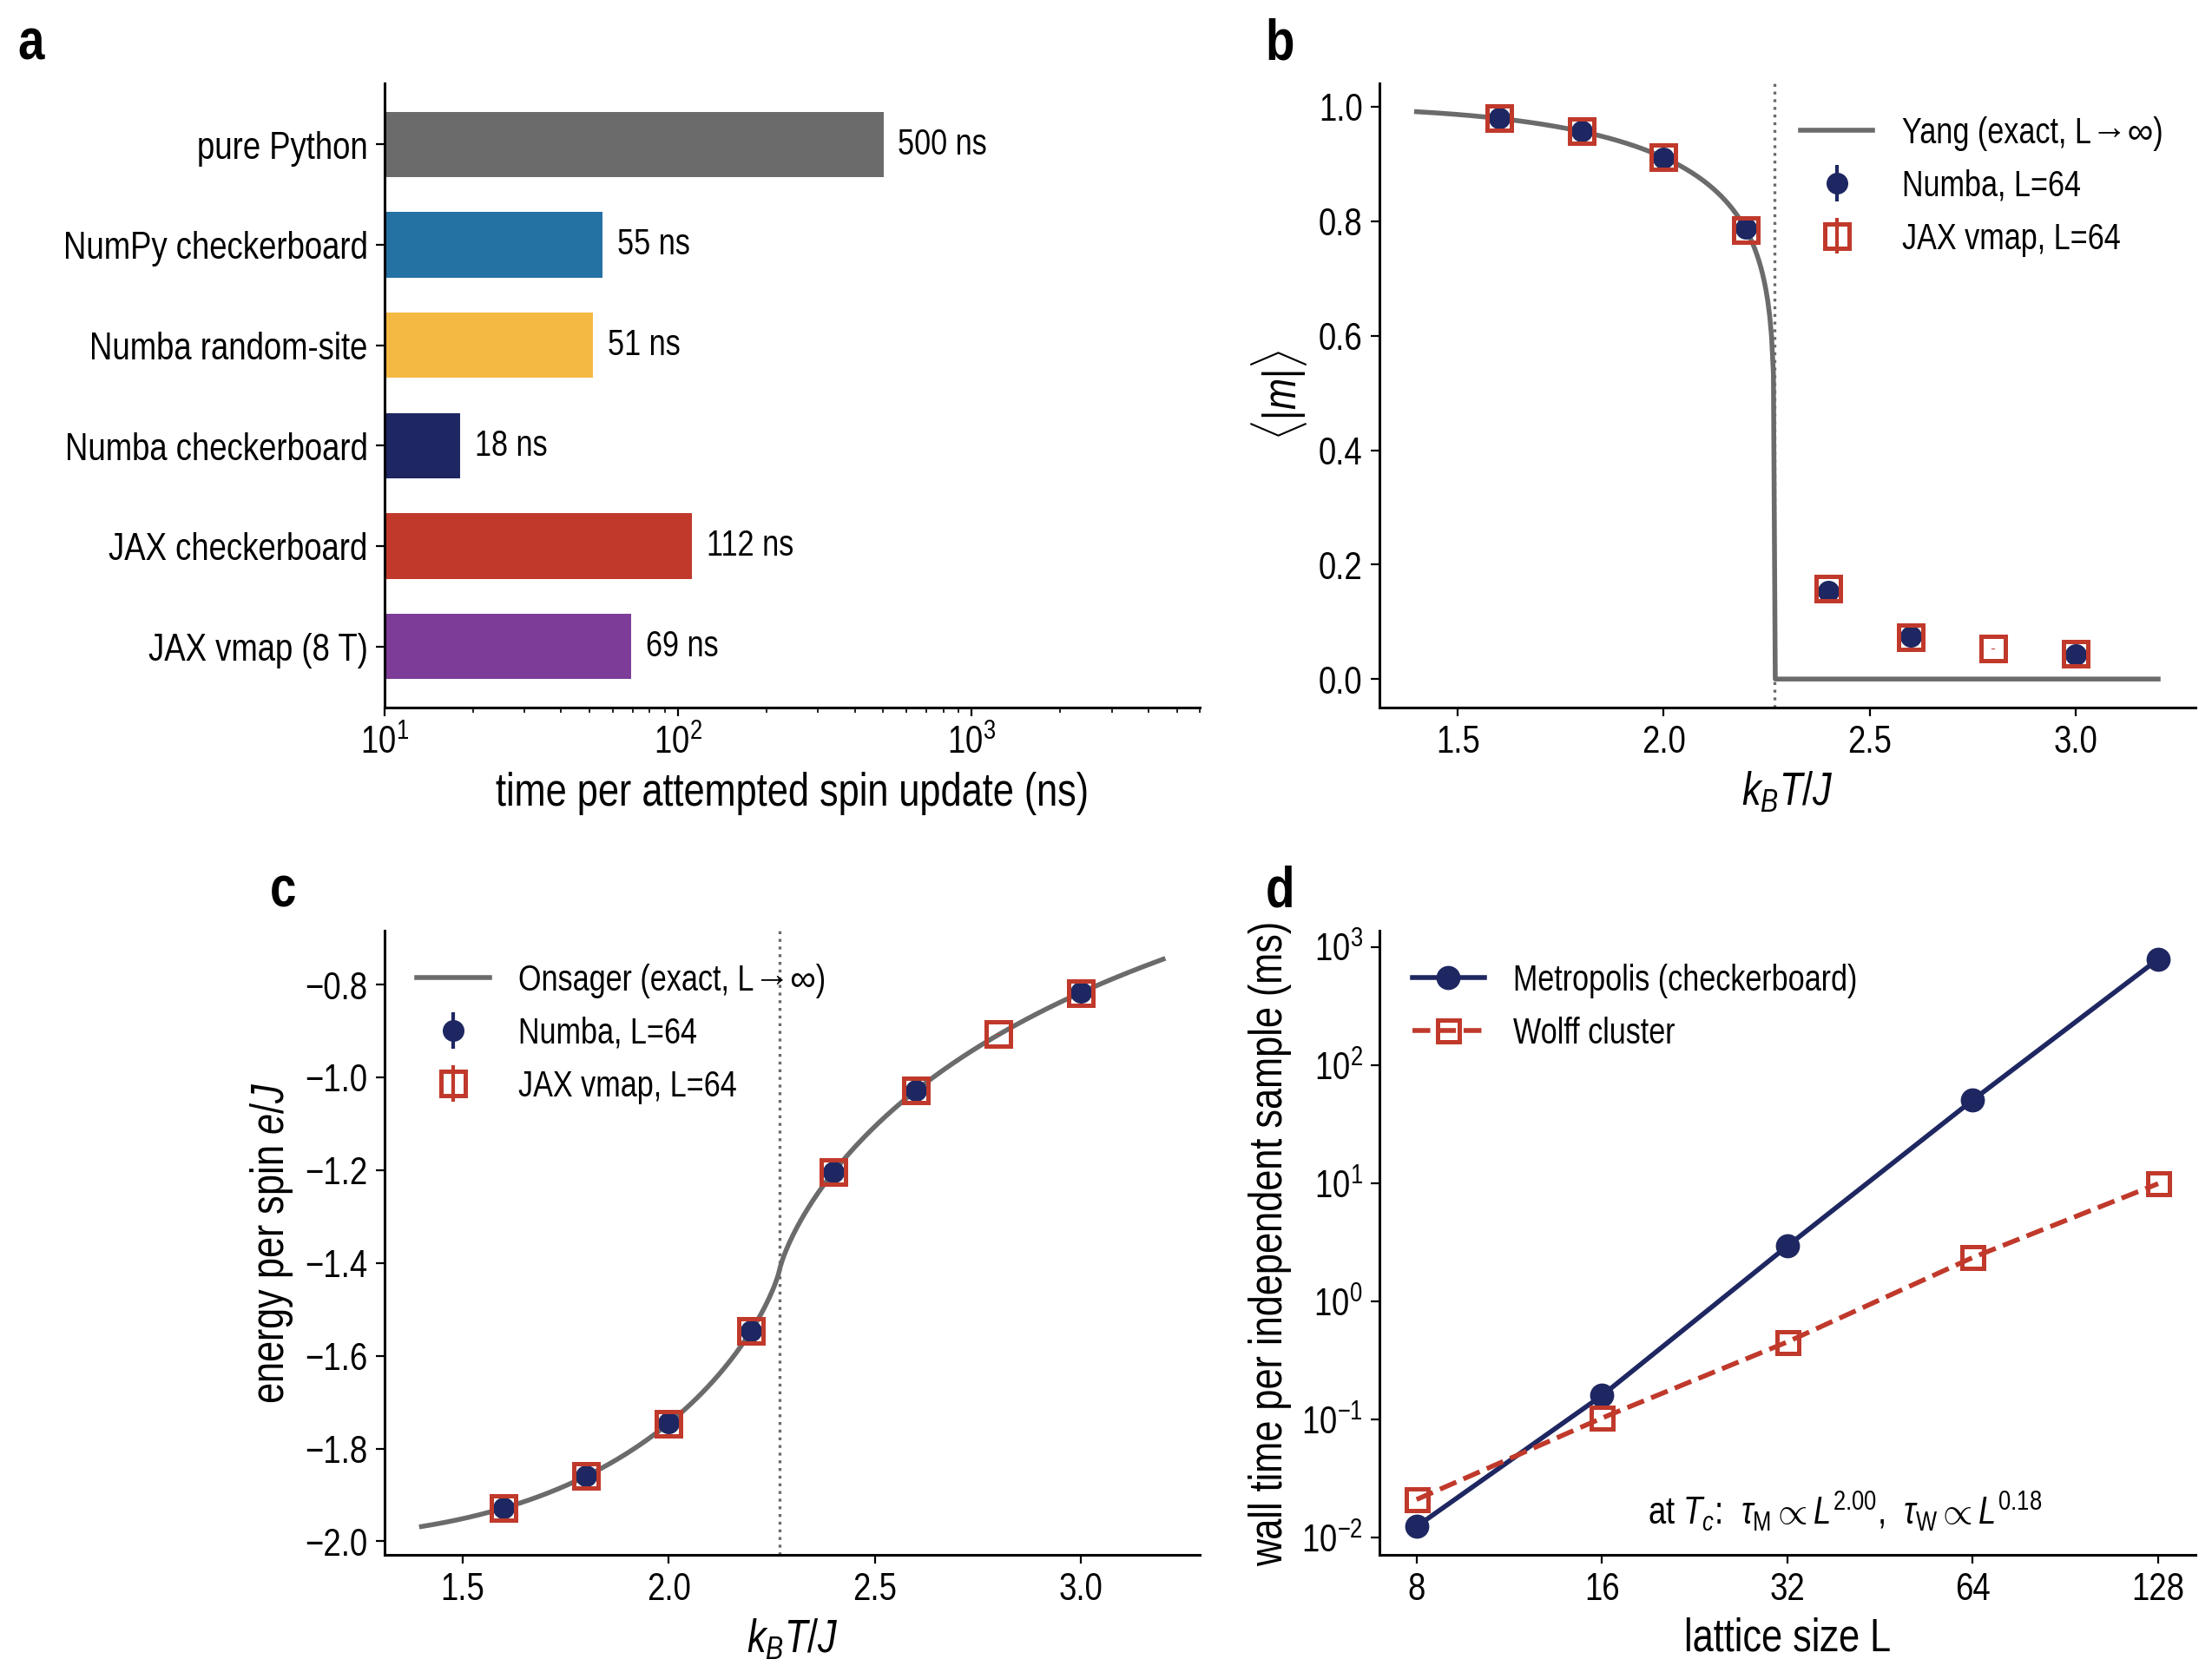 a
pure Python
500 ns
NumPy checkerboard
55 ns
Numba random-site
51 ns
Numba checkerboard
18 ns
JAX checkerboard
112 ns
JAX vmap (8 T)
69 ns
10¹ 10² 10³
time per attempted spin update (ns)
b
1.0
0.8
0.6
0.4
0.2
0.0
⟨|m|⟩
Yang (exact, L→∞)
Numba, L=64
JAX vmap, L=64
1.5 2.0 2.5 3.0
k_BT/J
c
−0.8
−1.0
−1.2
−1.4
−1.6
−1.8
−2.0
energy per spin e/J
Onsager (exact, L→∞)
Numba, L=64
JAX vmap, L=64
1.5 2.0 2.5 3.0
k_BT/J
d
10³
10²
10¹
10⁰
10⁻¹
10⁻²
wall time per independent sample (ms)
Metropolis (checkerboard)
Wolff cluster
at T_c: τ_M ∝ L^2.00, τ_W ∝ L^0.18
8 16 32 64 128
lattice size L